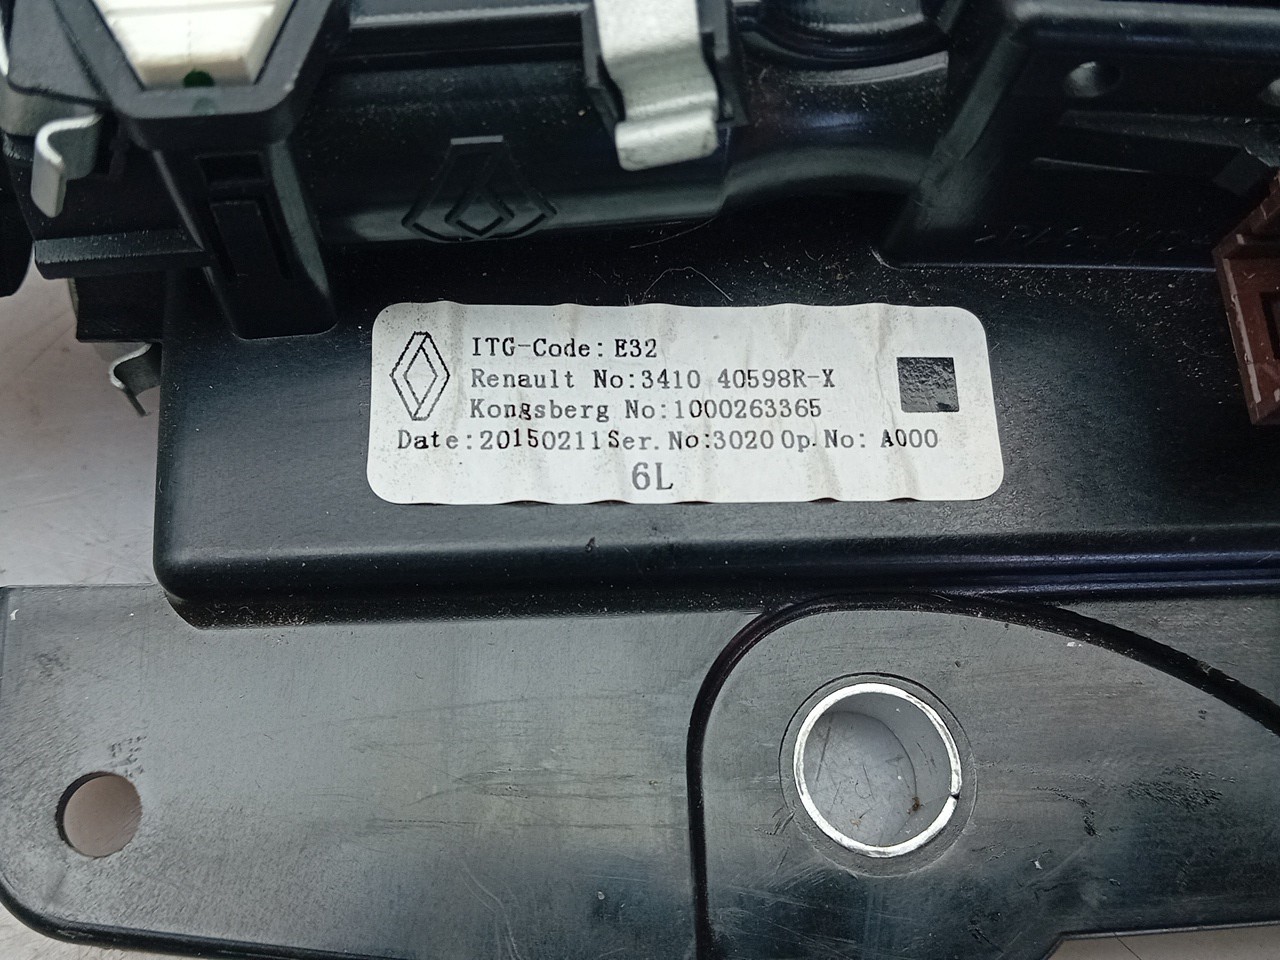 ITG-Code: E32
Renault No:3410 40598R-X
Kongsberg No:1000263365
Date:20150211 Ser. No:3020 Op. No: A000
6L